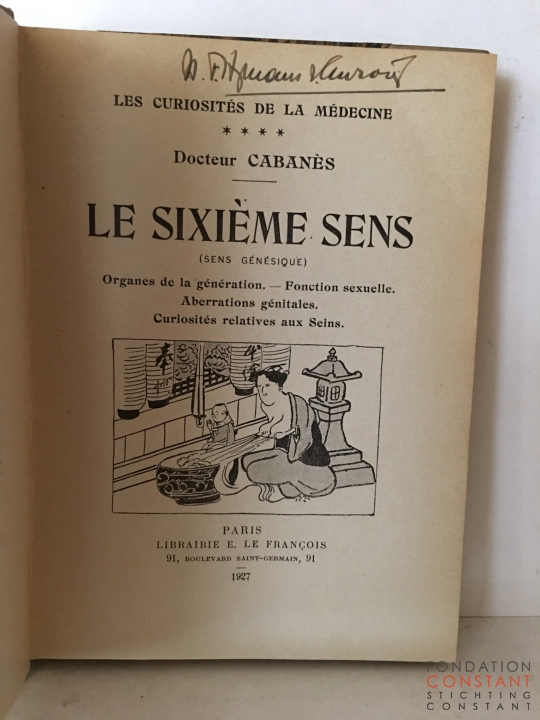 LES CURIOSITÉS DE LA MÉDECINE
* * * *
Docteur CABANÈS
LE SIXIÈME SENS
(SENS GÉNÉSIQUE)
Organes de la génération. — Fonction sexuelle.
Aberrations génitales.
Curiosités relatives aux Seins.
奉
PARIS
LIBRAIRIE E. LE FRANÇOIS
91, BOULEVARD SAINT-GERMAIN, 91
1927
FONDATION
CONSTANT
STICHTING
CONSTANT